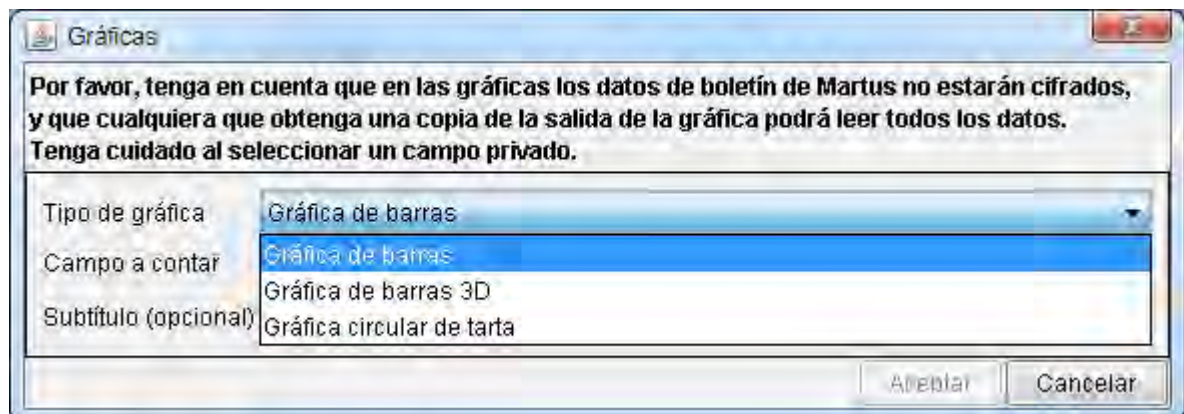 Gráficas
Por favor, tenga en cuenta que en las gráficas los datos de boletín de Martus no estarán cifrados,
y que cualquiera que obtenga una copia de la salida de la gráfica podrá leer todos los datos.
Tenga cuidado al seleccionar un campo privado.
Tipo de gráfica Gráfica de barras
Campo a contar Gráfica de barras
Gráfica de barras 3D
Subtítulo (opcional) Gráfica circular de tarta
Aceptar Cancelar